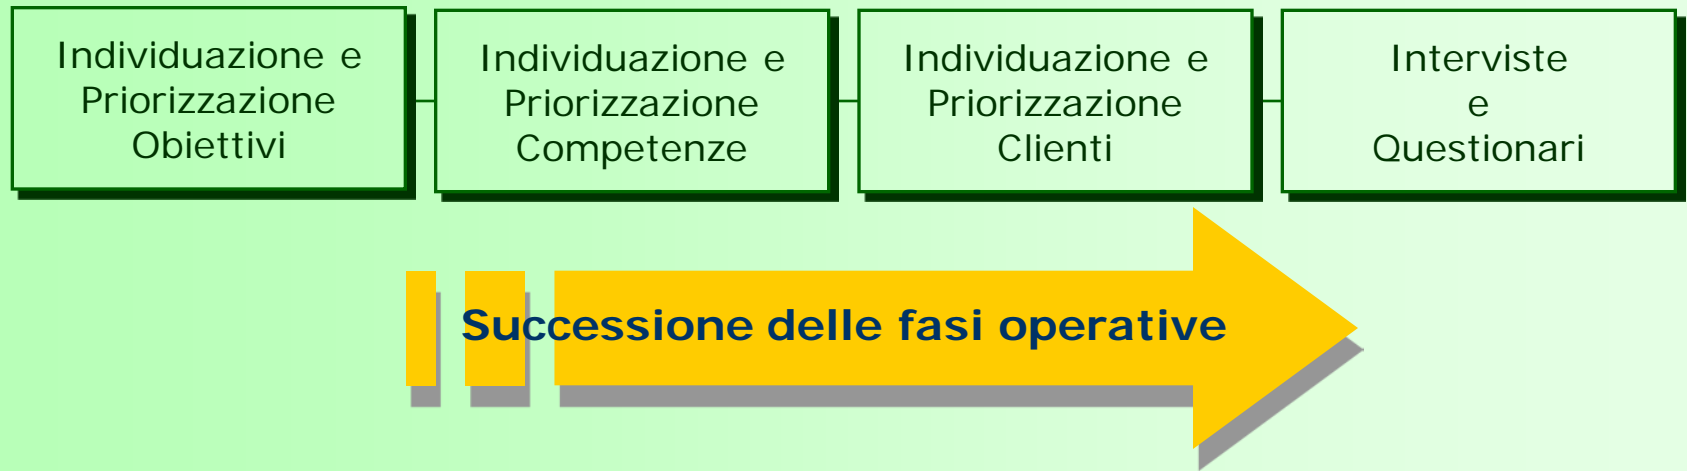 Individuazione e
Priorizzazione
Obiettivi
Individuazione e
Priorizzazione
Competenze
Individuazione e
Priorizzazione
Clienti
Interviste
e
Questionari
Successione delle fasi operative